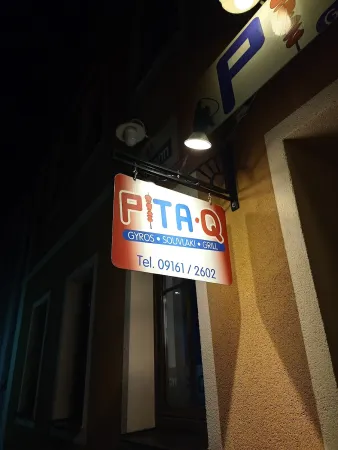 P
PITA•Q
GYROS • SOUVLAKI • GRILL
Tel. 09161 / 2602